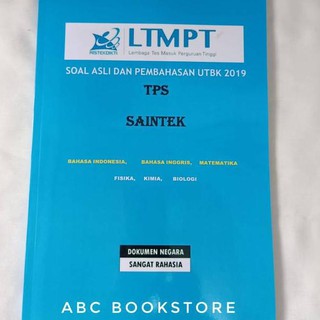 RISTEKDIKTI
LTMPT
Lembaga Tes Masuk Perguruan Tinggi
SOAL ASLI DAN PEMBAHASAN UTBK 2019
TPS
SAINTEK
BAHASA INDONESIA, BAHASA INGGRIS, MATEMATIKA
FISIKA, KIMIA, BIOLOGI
DOKUMEN NEGARA
SANGAT RAHASIA
ABC BOOKSTORE